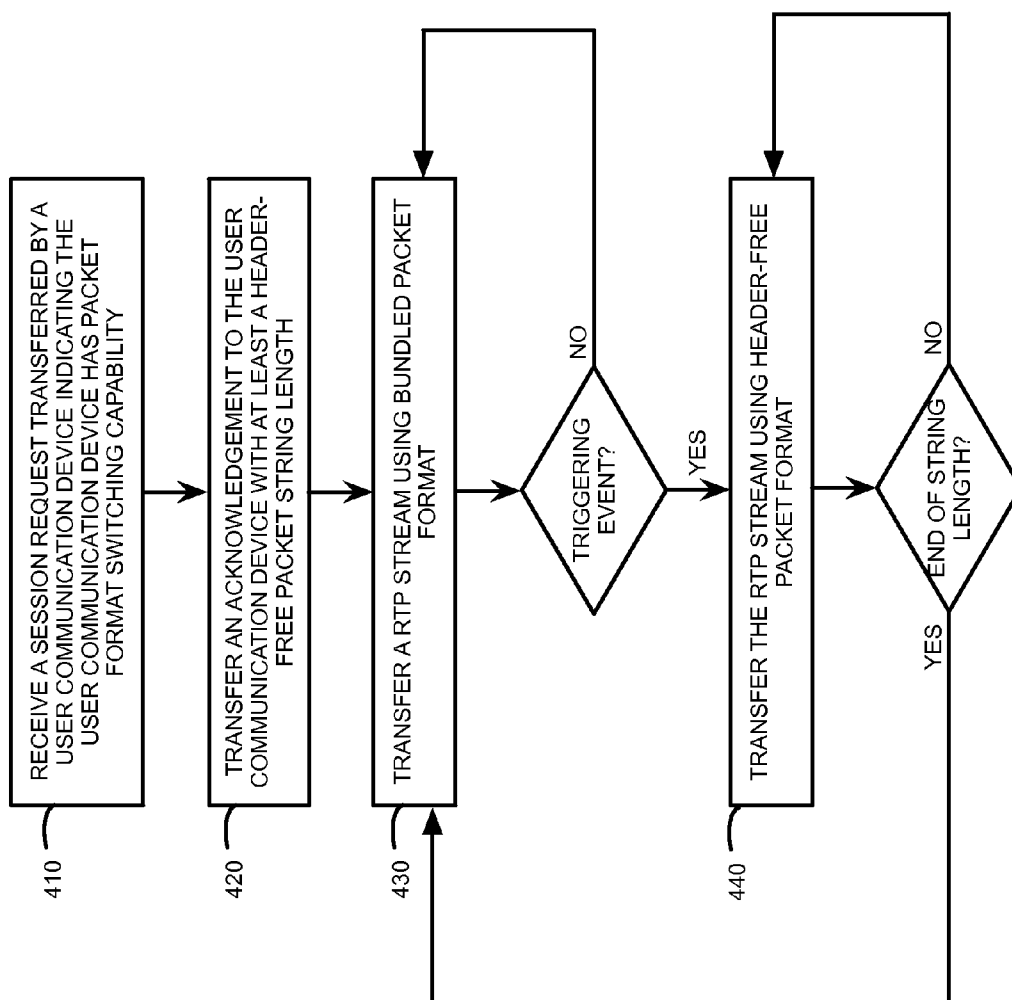 RECEIVE A SESSION REQUEST TRANSFERRED BY A
USER COMMUNICATION DEVICE INDICATING THE
USER COMMUNICATION DEVICE HAS PACKET
FORMAT SWITCHING CAPABILITY
410
TRANSFER AN ACKNOWLEDGEMENT TO THE USER
COMMUNICATION DEVICE WITH AT LEAST A HEADER-
FREE PACKET STRING LENGTH
420
TRANSFER A RTP STREAM USING BUNDLED PACKET
FORMAT
430
TRIGGERING
EVENT?
NO
YES
TRANSFER THE RTP STREAM USING HEADER-FREE
PACKET FORMAT
440
END OF STRING
LENGTH?
NO
YES